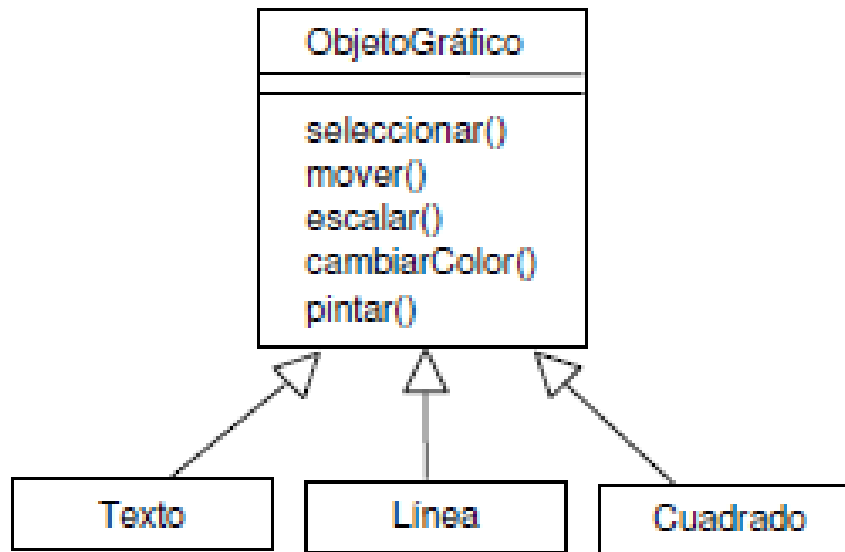 ObjetoGráfico
seleccionar()
mover()
escalar()
cambiarColor()
pintar()
Texto
Línea
Cuadrado